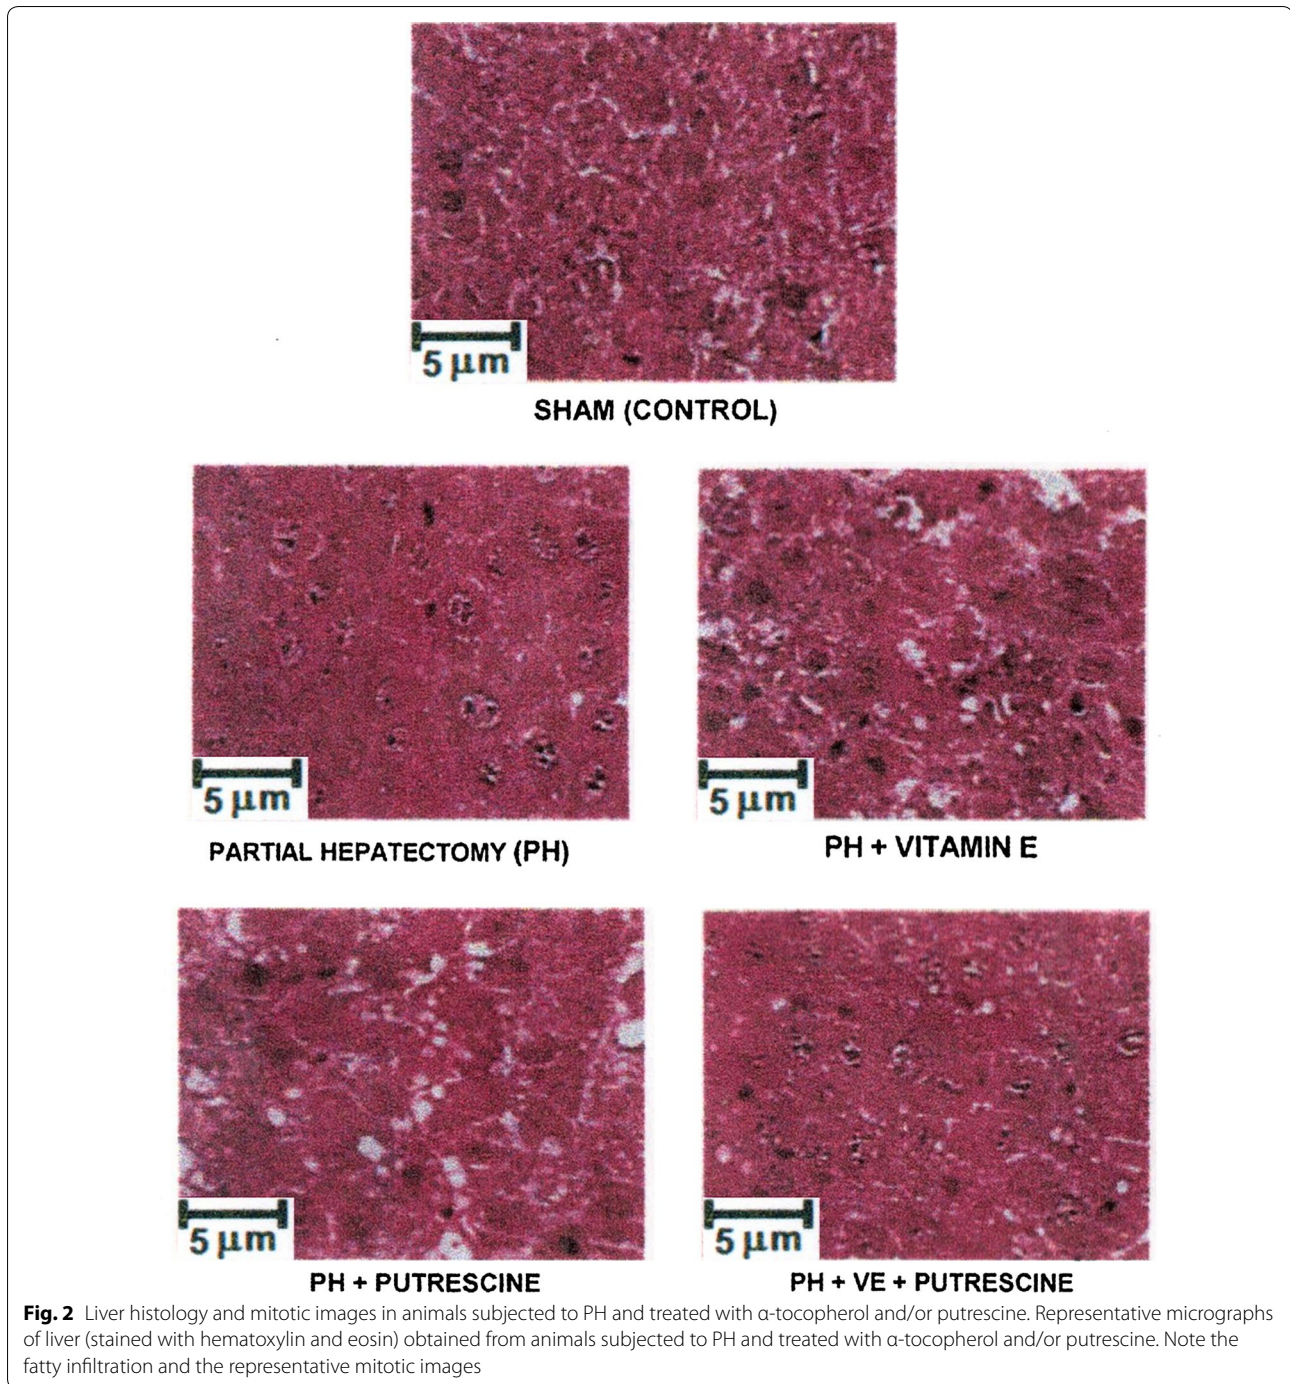 5 μm
SHAM (CONTROL)
5 μm
PARTIAL HEPATECTOMY (PH)
5 μm
PH + VITAMIN E
5 μm
PH + PUTRESCINE
5 μm
PH + VE + PUTRESCINE
Fig. 2 Liver histology and mitotic images in animals subjected to PH and treated with α-tocopherol and/or putrescine. Representative micrographs
of liver (stained with hematoxylin and eosin) obtained from animals subjected to PH and treated with α-tocopherol and/or putrescine. Note the
fatty infiltration and the representative mitotic images